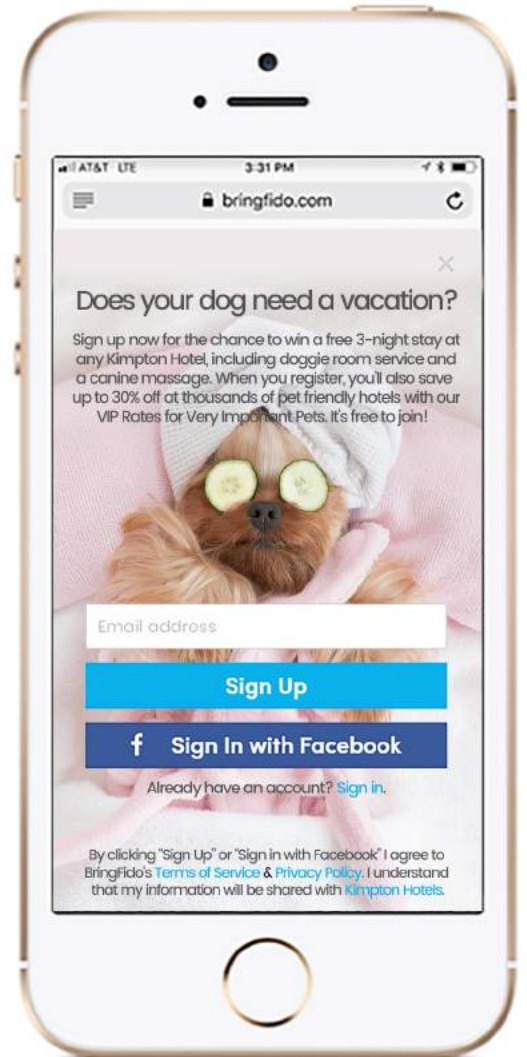 AT&T LTE 3:31 PM
bringfido.com
Does your dog need a vacation?
Sign up now for the chance to win a free 3-night stay at
any Kimpton Hotel, including doggie room service and
a canine massage. When you register, you'll also save
up to 30% off at thousands of pet friendly hotels with our
VIP Rates for Very Important Pets. It's free to join!
Email address
Sign Up
f Sign In with Facebook
Already have an account? Sign in.
By clicking "Sign Up" or "Sign in with Facebook" I agree to
BringFido's Terms of Service & Privacy Policy. I understand
that my information will be shared with Kimpton Hotels.